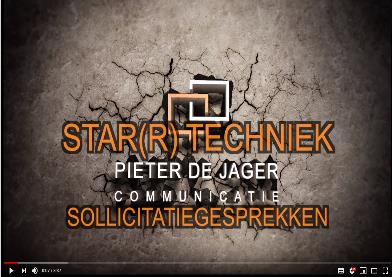 STAR(R) TECHNIEK
PIETER DE JAGER
COMMUNICATIE
SOLLICITATIEGESPREKKEN